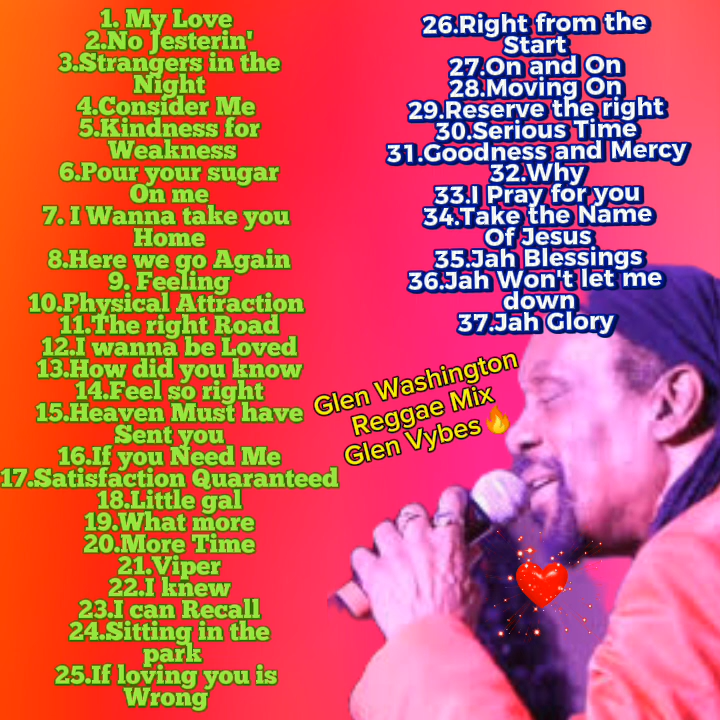 1. My Love
2.No Jesterin'
3.Strangers in the
Night
4.Consider Me
5.Kindness for
Weakness
6.Pour your sugar
On me
7. I Wanna take you
Home
8.Here we go Again
9. Feeling
10.Physical Attraction
11.The right Road
12.I wanna be Loved
13.How did you know
14.Feel so right
15.Heaven Must have
Sent you
16.If you Need Me
17.Satisfaction Quaranteed
18.Little gal
19.What more
20.More Time
21.Viper
22.I knew
23.I can Recall
24.Sitting in the
park
25.If loving you is
Wrong
26.Right from the
Start
27.On and On
28.Moving On
29.Reserve the right
30.Serious Time
31.Goodness and Mercy
32.Why
33.I Pray for you
34.Take the Name
Of Jesus
35.Jah Blessings
36.Jah Won't let me
down
37.Jah Glory
Glen Washington
Reggae Mix
Glen Vybes🔥